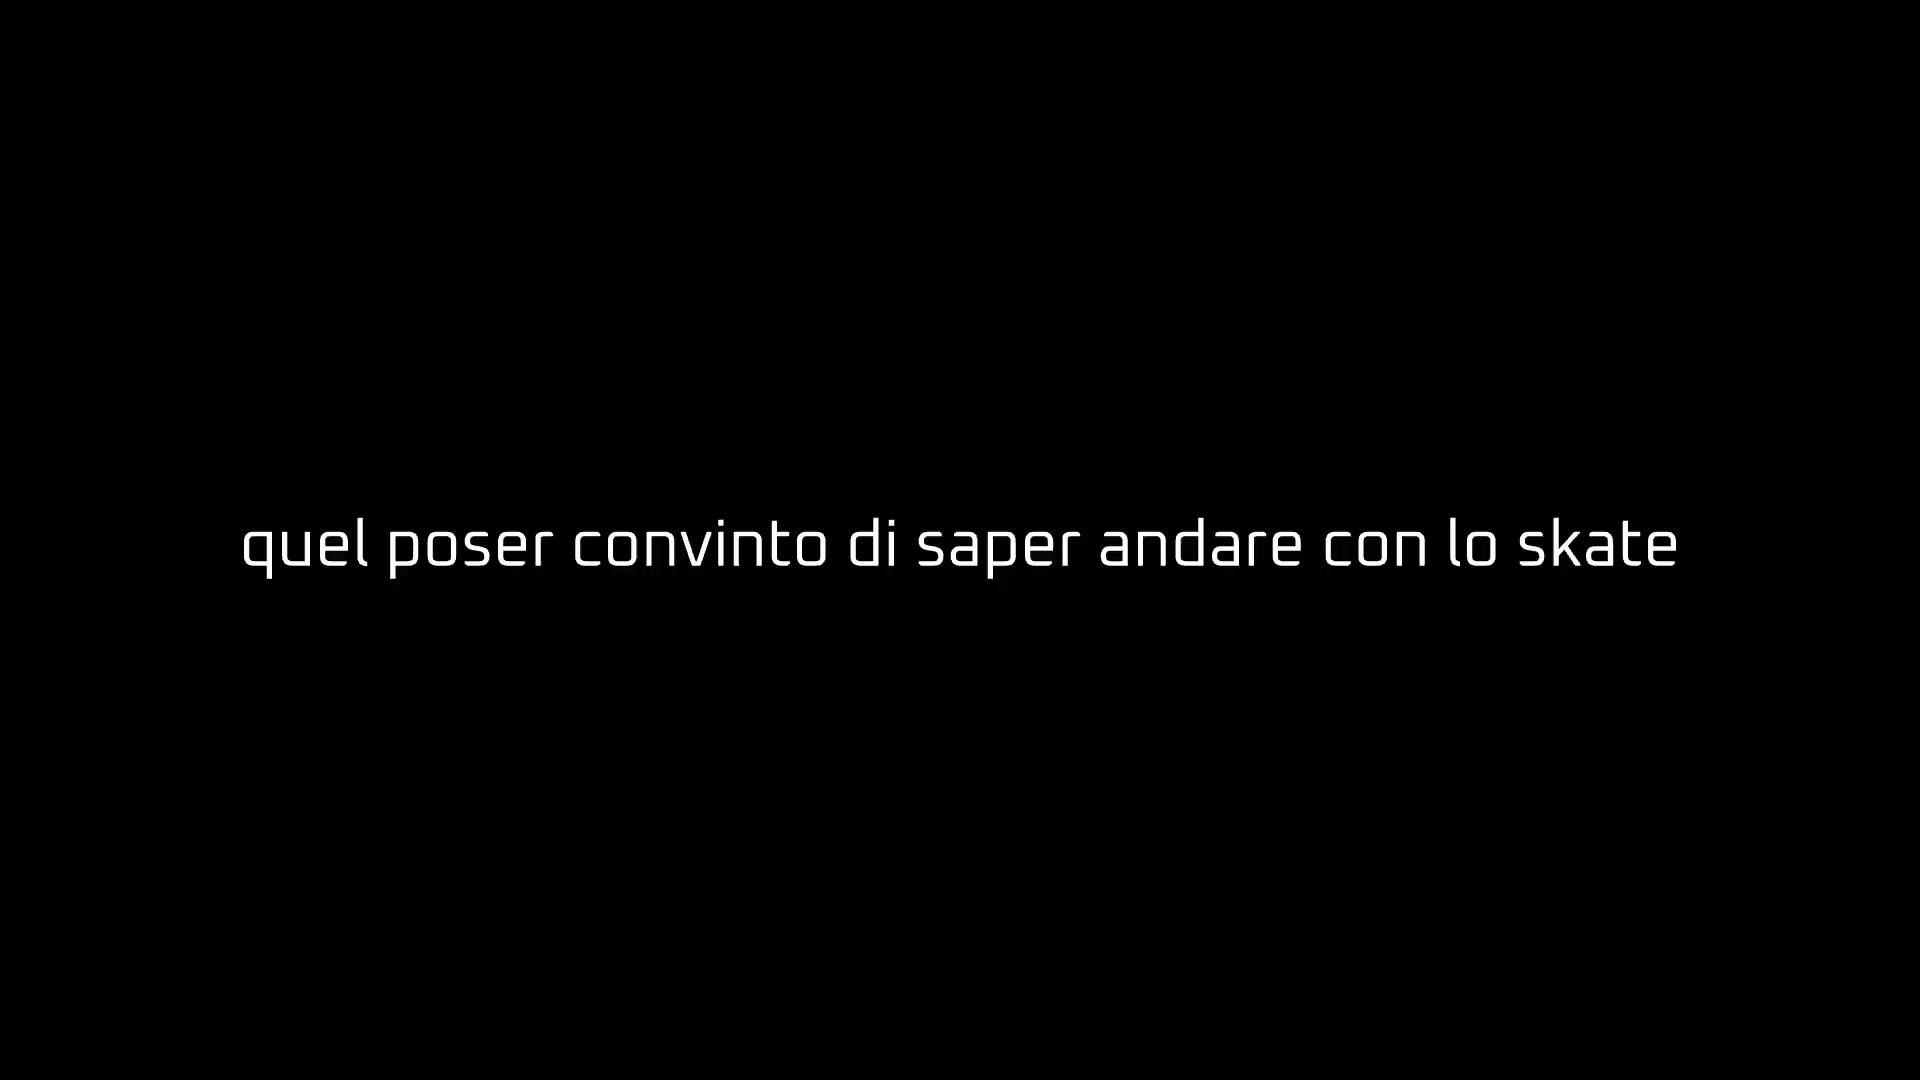 quel poser convinto di saper andare con lo skate